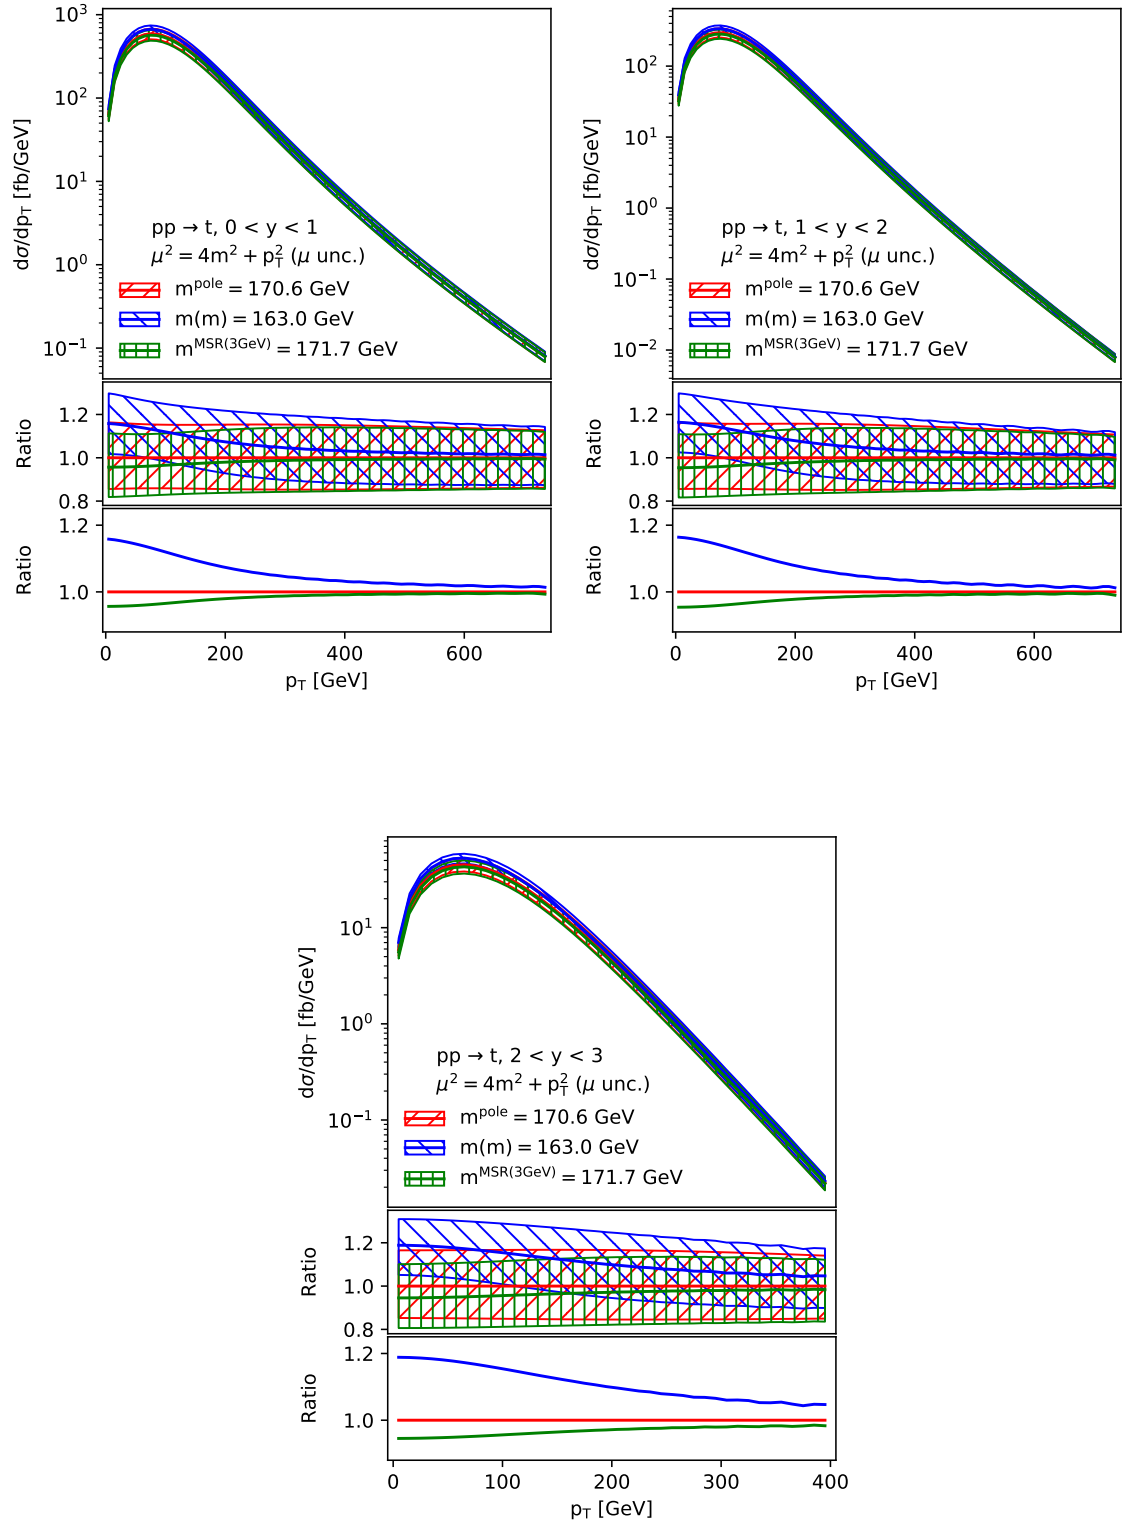 10³
10²
10¹
10⁰
10⁻¹
dσ/dp_T [fb/GeV]
pp → t, 0 < y < 1
μ² = 4m² + p_T² (μ unc.)
m^pole = 170.6 GeV
m(m) = 163.0 GeV
m^MSR(3GeV) = 171.7 GeV
1.2
1.0
0.8
Ratio
1.2
1.0
Ratio
0 200 400 600
p_T [GeV]
10²
10¹
10⁰
10⁻¹
10⁻²
dσ/dp_T [fb/GeV]
pp → t, 1 < y < 2
μ² = 4m² + p_T² (μ unc.)
m^pole = 170.6 GeV
m(m) = 163.0 GeV
m^MSR(3GeV) = 171.7 GeV
1.2
1.0
0.8
Ratio
1.2
1.0
Ratio
0 200 400 600
p_T [GeV]
10¹
10⁰
10⁻¹
dσ/dp_T [fb/GeV]
pp → t, 2 < y < 3
μ² = 4m² + p_T² (μ unc.)
m^pole = 170.6 GeV
m(m) = 163.0 GeV
m^MSR(3GeV) = 171.7 GeV
1.2
1.0
0.8
Ratio
1.2
1.0
Ratio
0 100 200 300 400
p_T [GeV]